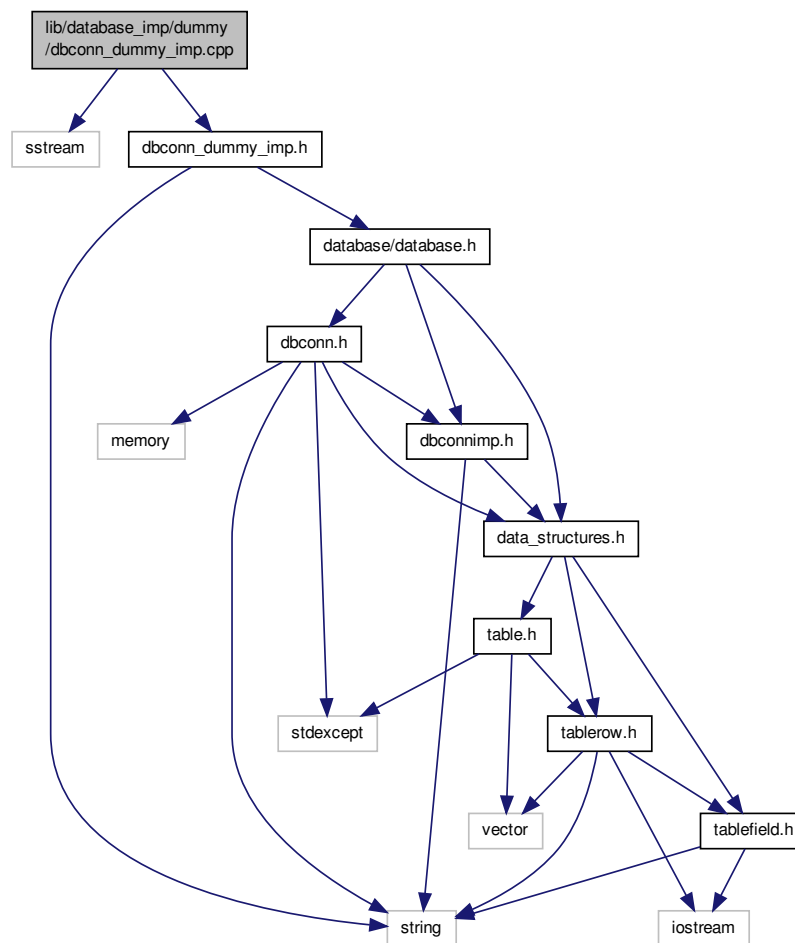 lib/database_imp/dummy
/dbconn_dummy_imp.cpp
sstream
dbconn_dummy_imp.h
database/database.h
dbconn.h
memory
dbconnimp.h
data_structures.h
table.h
stdexcept
tablerow.h
vector
tablefield.h
string
iostream